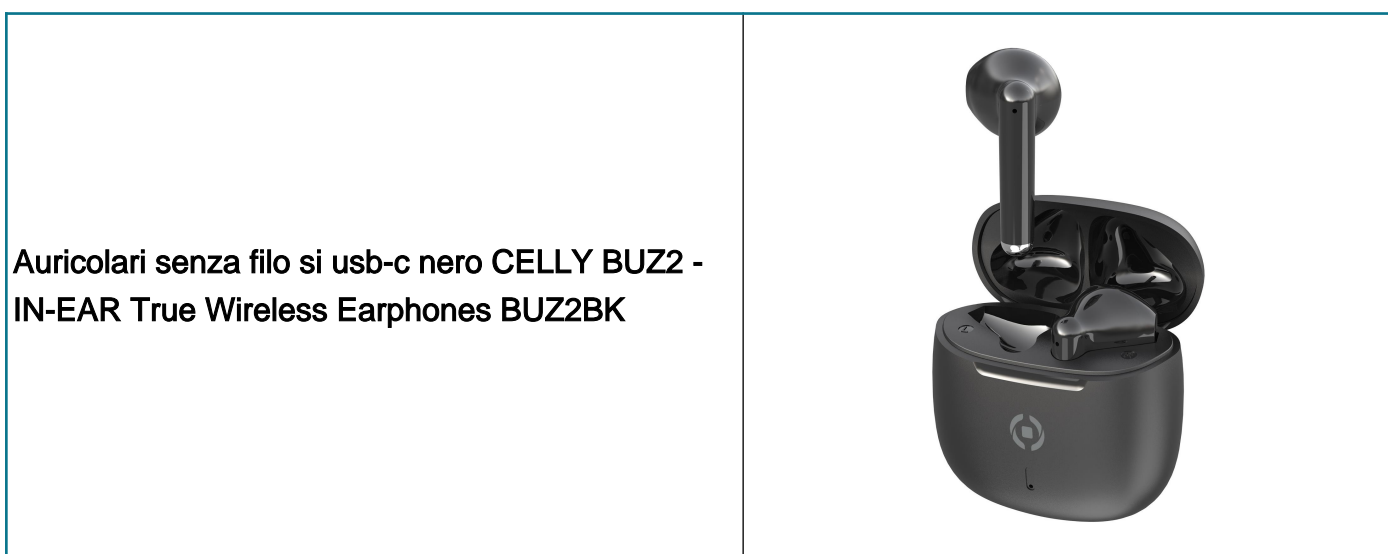 Auricolari senza filo si usb-c nero CELLY BUZ2 -
IN-EAR True Wireless Earphones BUZ2BK